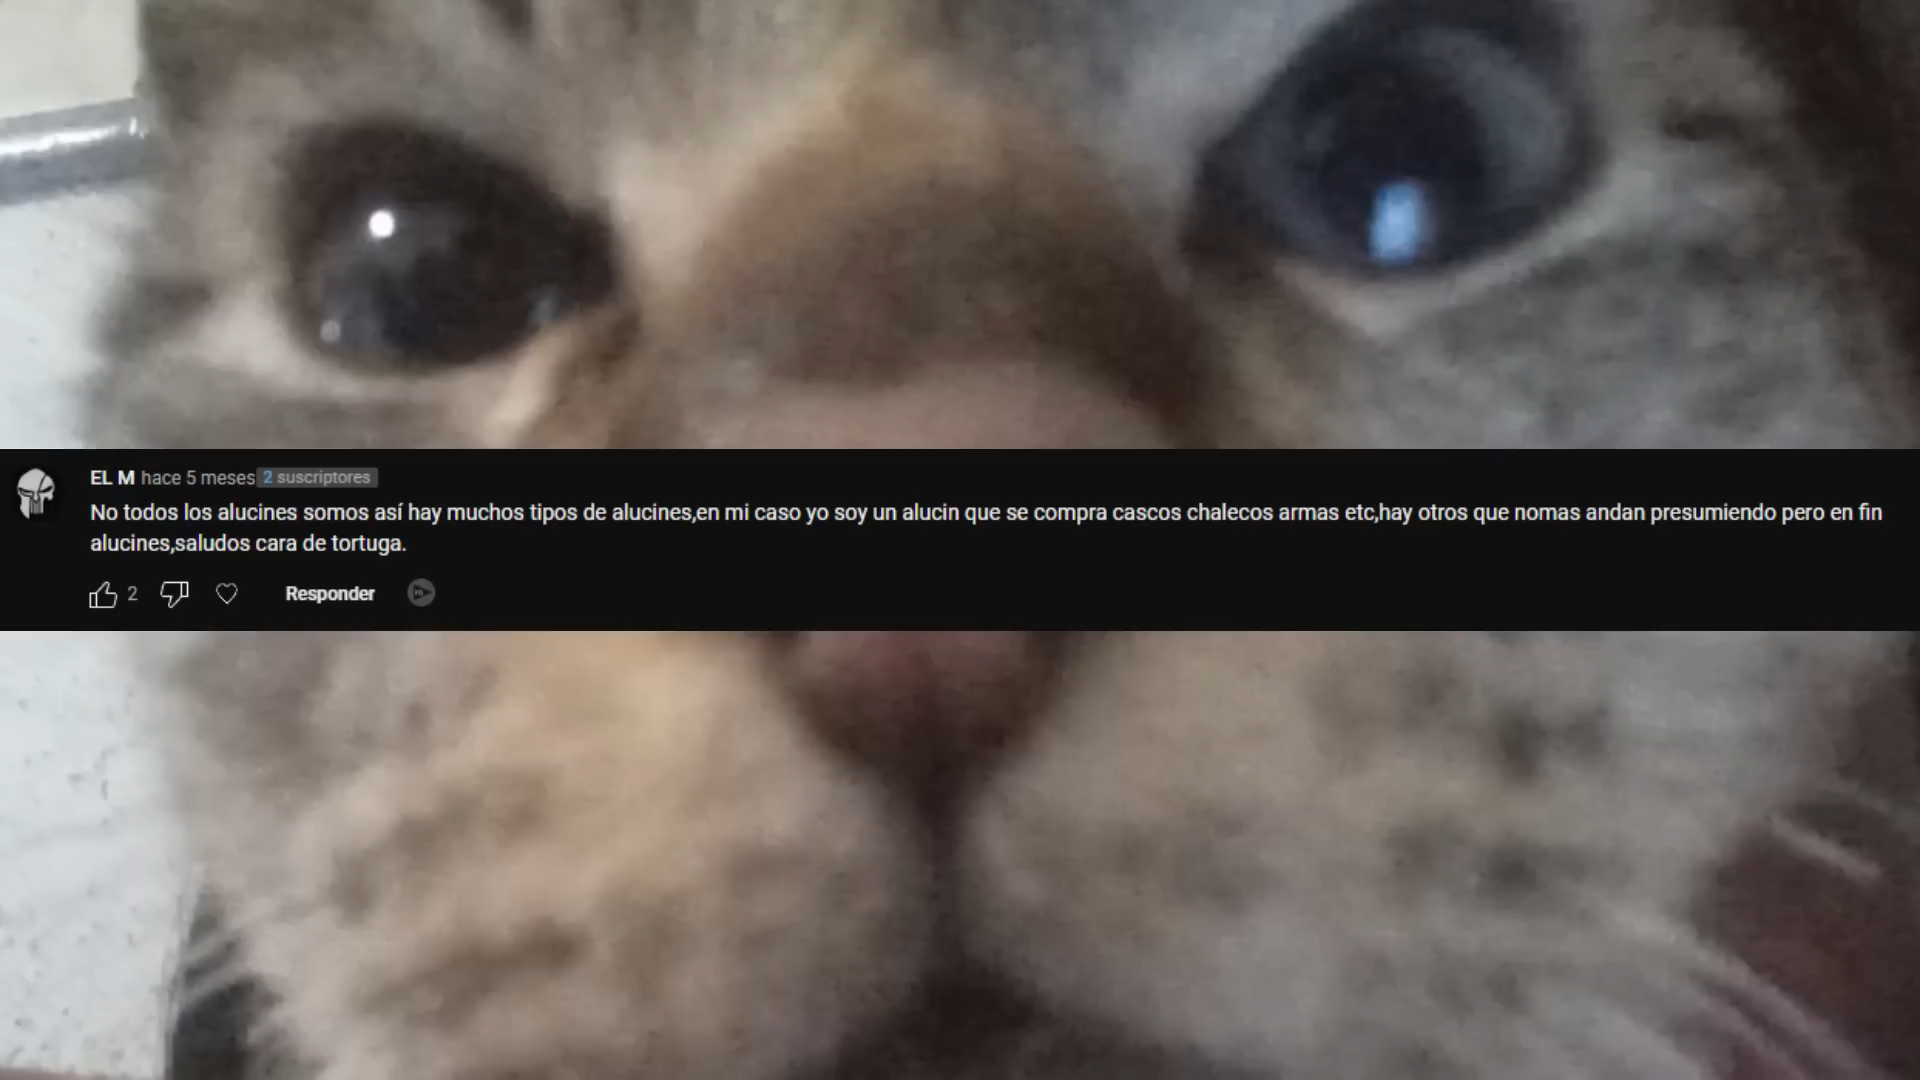 EL M hace 5 meses 2 suscriptores
No todos los alucines somos así hay muchos tipos de alucines,en mi caso yo soy un alucin que se compra cascos chalecos armas etc,hay otros que nomas andan presumiendo pero en fin
alucines,saludos cara de tortuga.
2 Responder